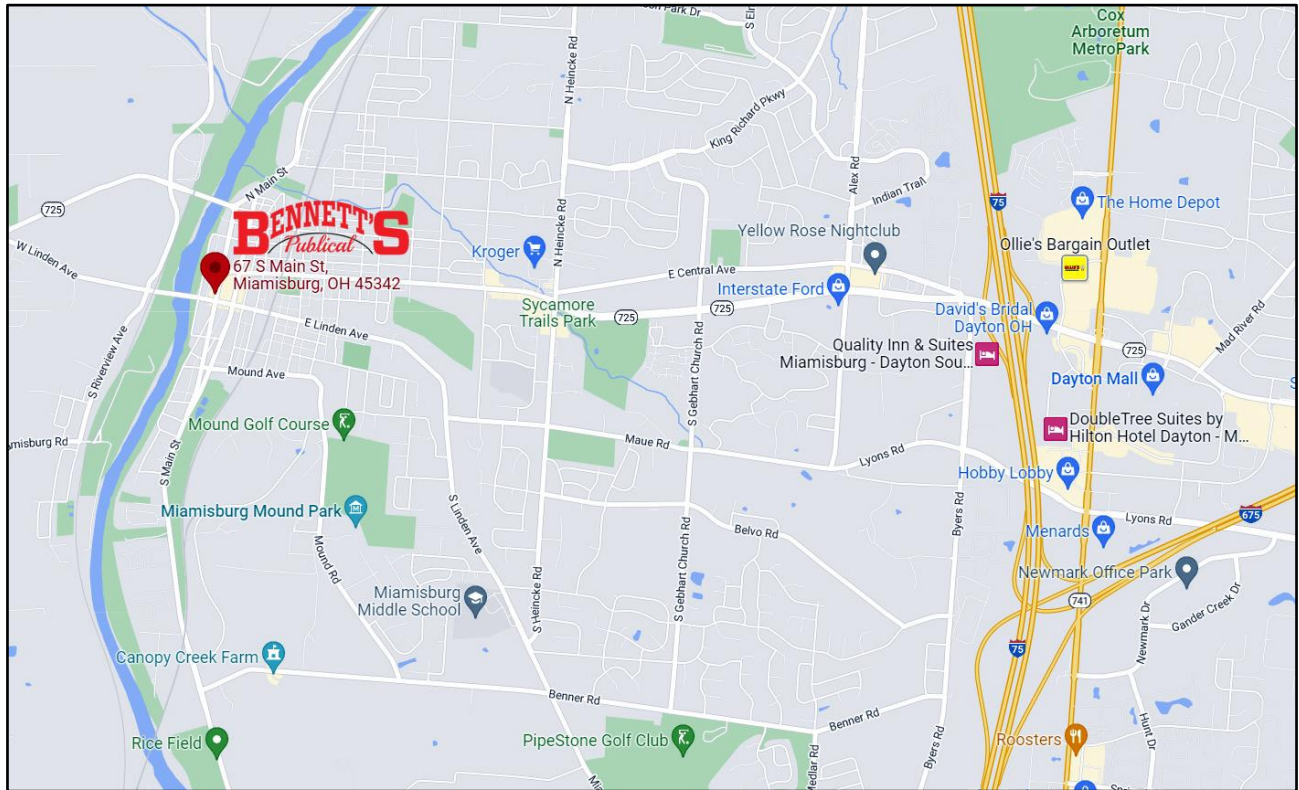 Cox
Arboretum
MetroPark
N Heincke Rd
King Richard Pkwy
Alex Rd
Indian Trail
75
The Home Depot
N Main St
725
BENNETT'S
Publical
67 S Main St,
Miamisburg, OH 45342
W Linden Ave
Kroger
N Heincke Rd
Yellow Rose Nightclub
Ollie's Bargain Outlet
E Central Ave
Interstate Ford
Sycamore
Trails Park
725
David's Bridal
Dayton OH
725
Mad River Rd
E Linden Ave
S Riverview Ave
Quality Inn & Suites
Miamisburg - Dayton Sou...
Dayton Mall
Mound Ave
S Gebhart Church Rd
Mound Golf Course
DoubleTree Suites by
Hilton Hotel Dayton - M...
amisburg Rd
Maue Rd
Lyons Rd
Hobby Lobby
S Main St
Miamisburg Mound Park
S Linden Ave
Byers Rd
Lyons Rd
675
Belvo Rd
Menards
Mound Rd
S Gebhart Church Rd
Newmark Office Park
Miamisburg
Middle School
S Heincke Rd
741
Gander Creek Dr
Newmark Dr
75
Canopy Creek Farm
Benner Rd
Benner Rd
Rice Field
PipeStone Golf Club
Medlar Rd
Byers Rd
Roosters
Hunt Dr